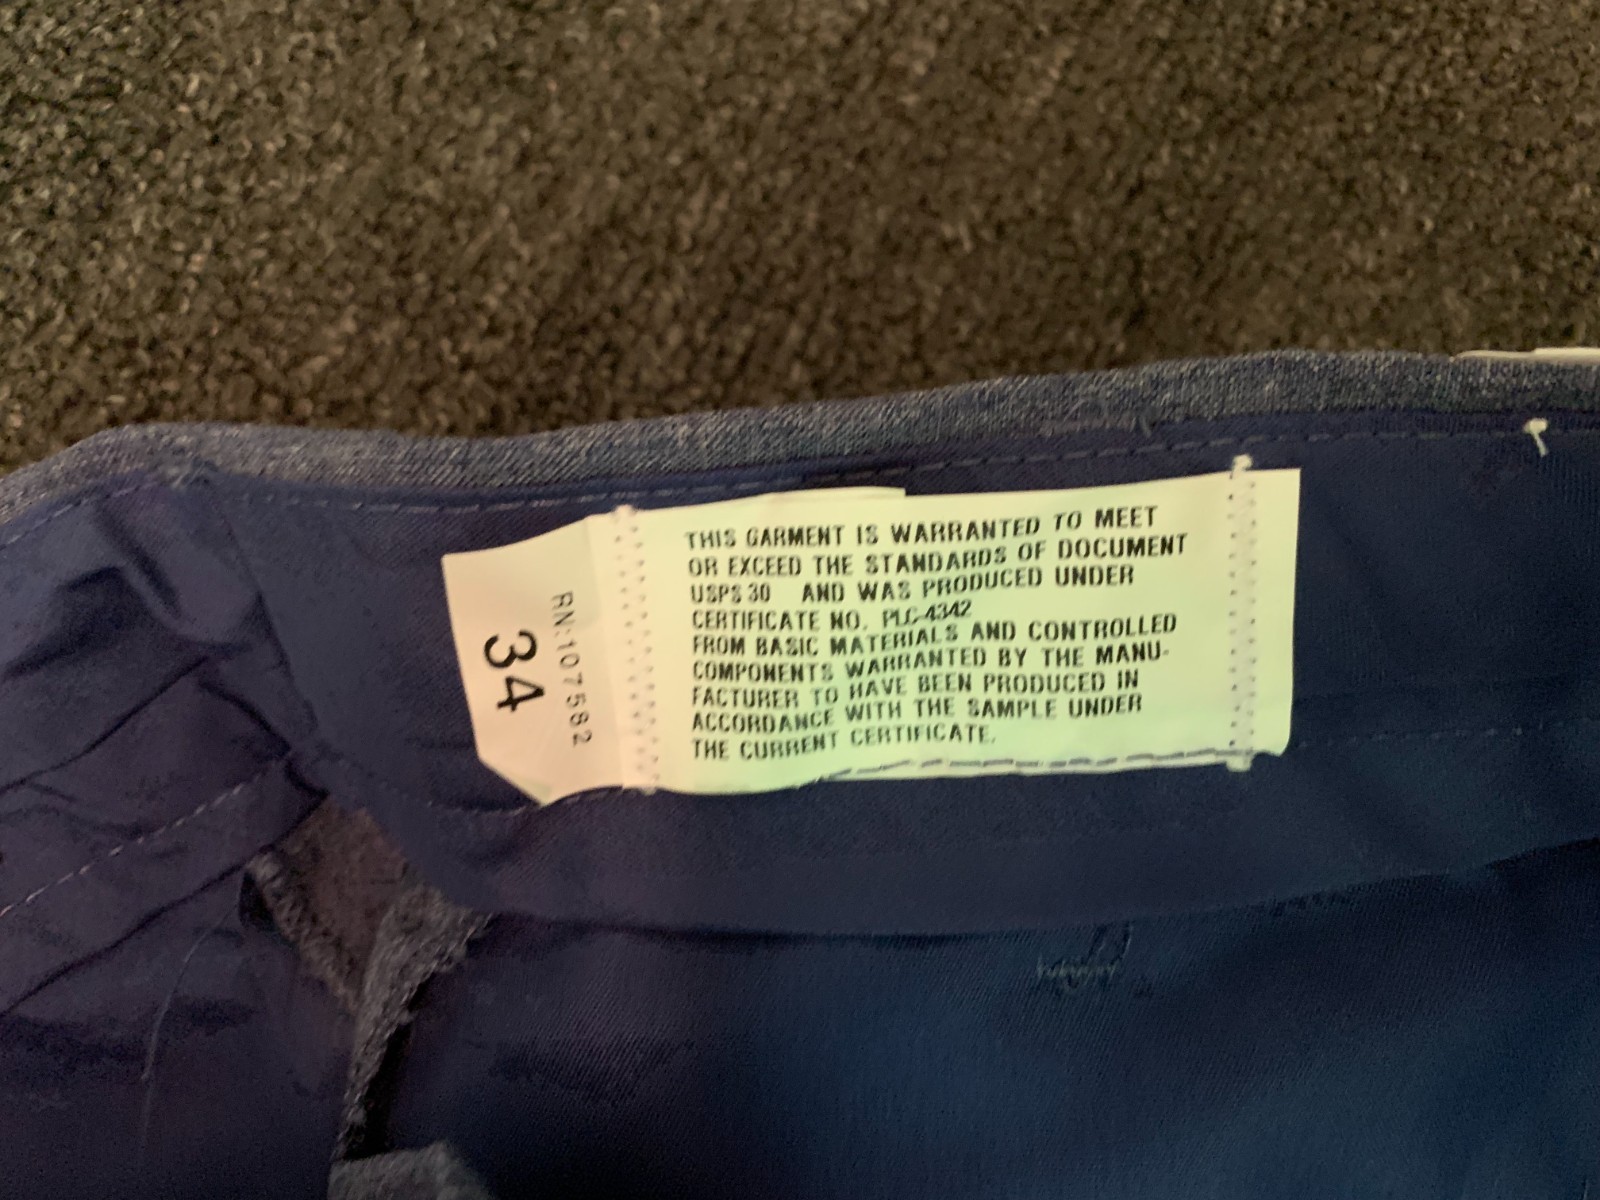 THIS GARMENT IS WARRANTED TO MEET
OR EXCEED THE STANDARDS OF DOCUMENT
USPS 30 AND WAS PRODUCED UNDER
CERTIFICATE NO. PLC-4342
FROM BASIC MATERIALS AND CONTROLLED
COMPONENTS WARRANTED BY THE MANU-
FACTURER TO HAVE BEEN PRODUCED IN
ACCORDANCE WITH THE SAMPLE UNDER
THE CURRENT CERTIFICATE.
RN:107582
34